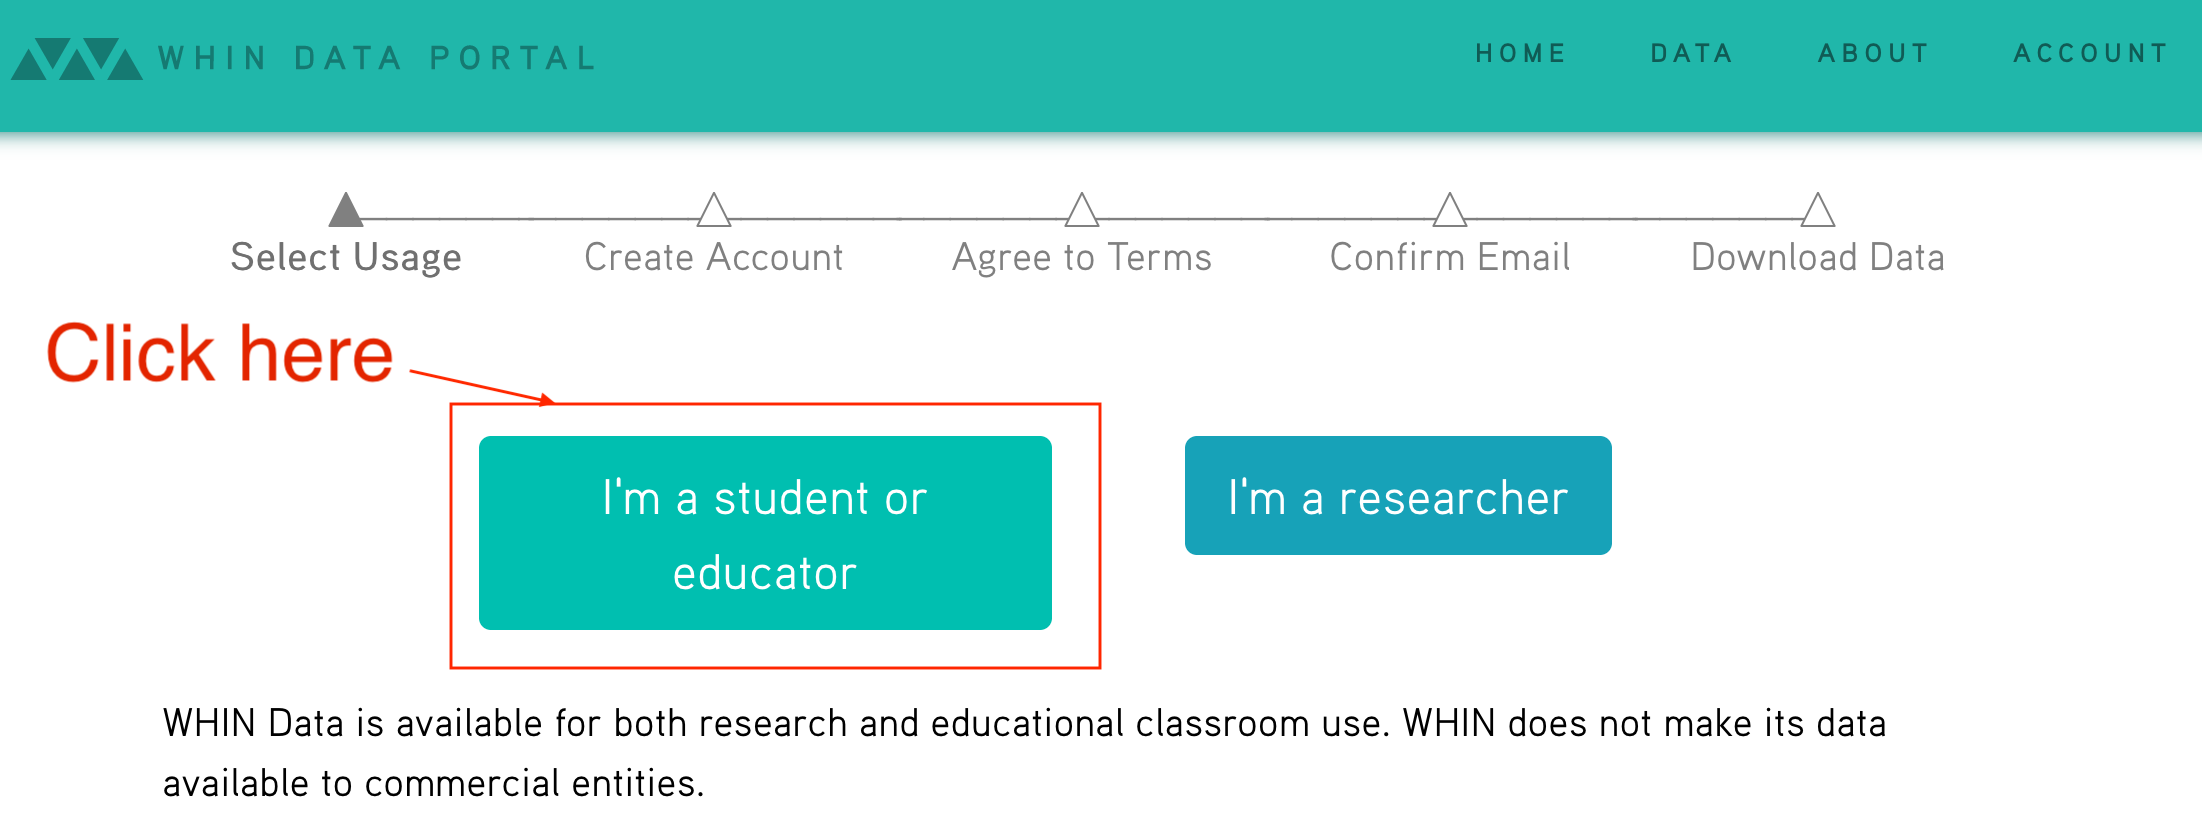 WHIN DATA PORTAL
HOME DATA ABOUT ACCOUNT
Select Usage Create Account Agree to Terms Confirm Email Download Data
Click here
I'm a student or
educator
I'm a researcher
WHIN Data is available for both research and educational classroom use. WHIN does not make its data
available to commercial entities.